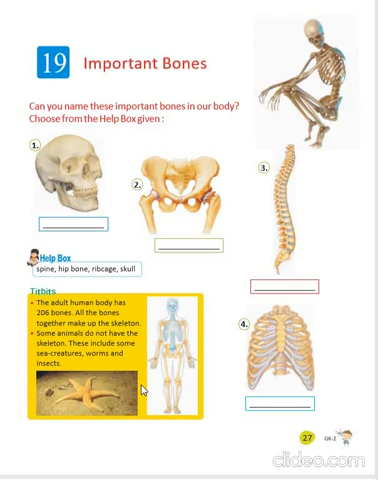 19
Important Bones
Can you name these important bones in our body?
Choose from the Help Box given :
1.
2.
3.
Help Box
spine, hip bone, ribcage, skull
Titbits
The adult human body has
206 bones. All the bones
together make up the skeleton.
Some animals do not have the
skeleton. These include some
sea-creatures, worms and
insects.
4.
27
GK-2
clideo.com